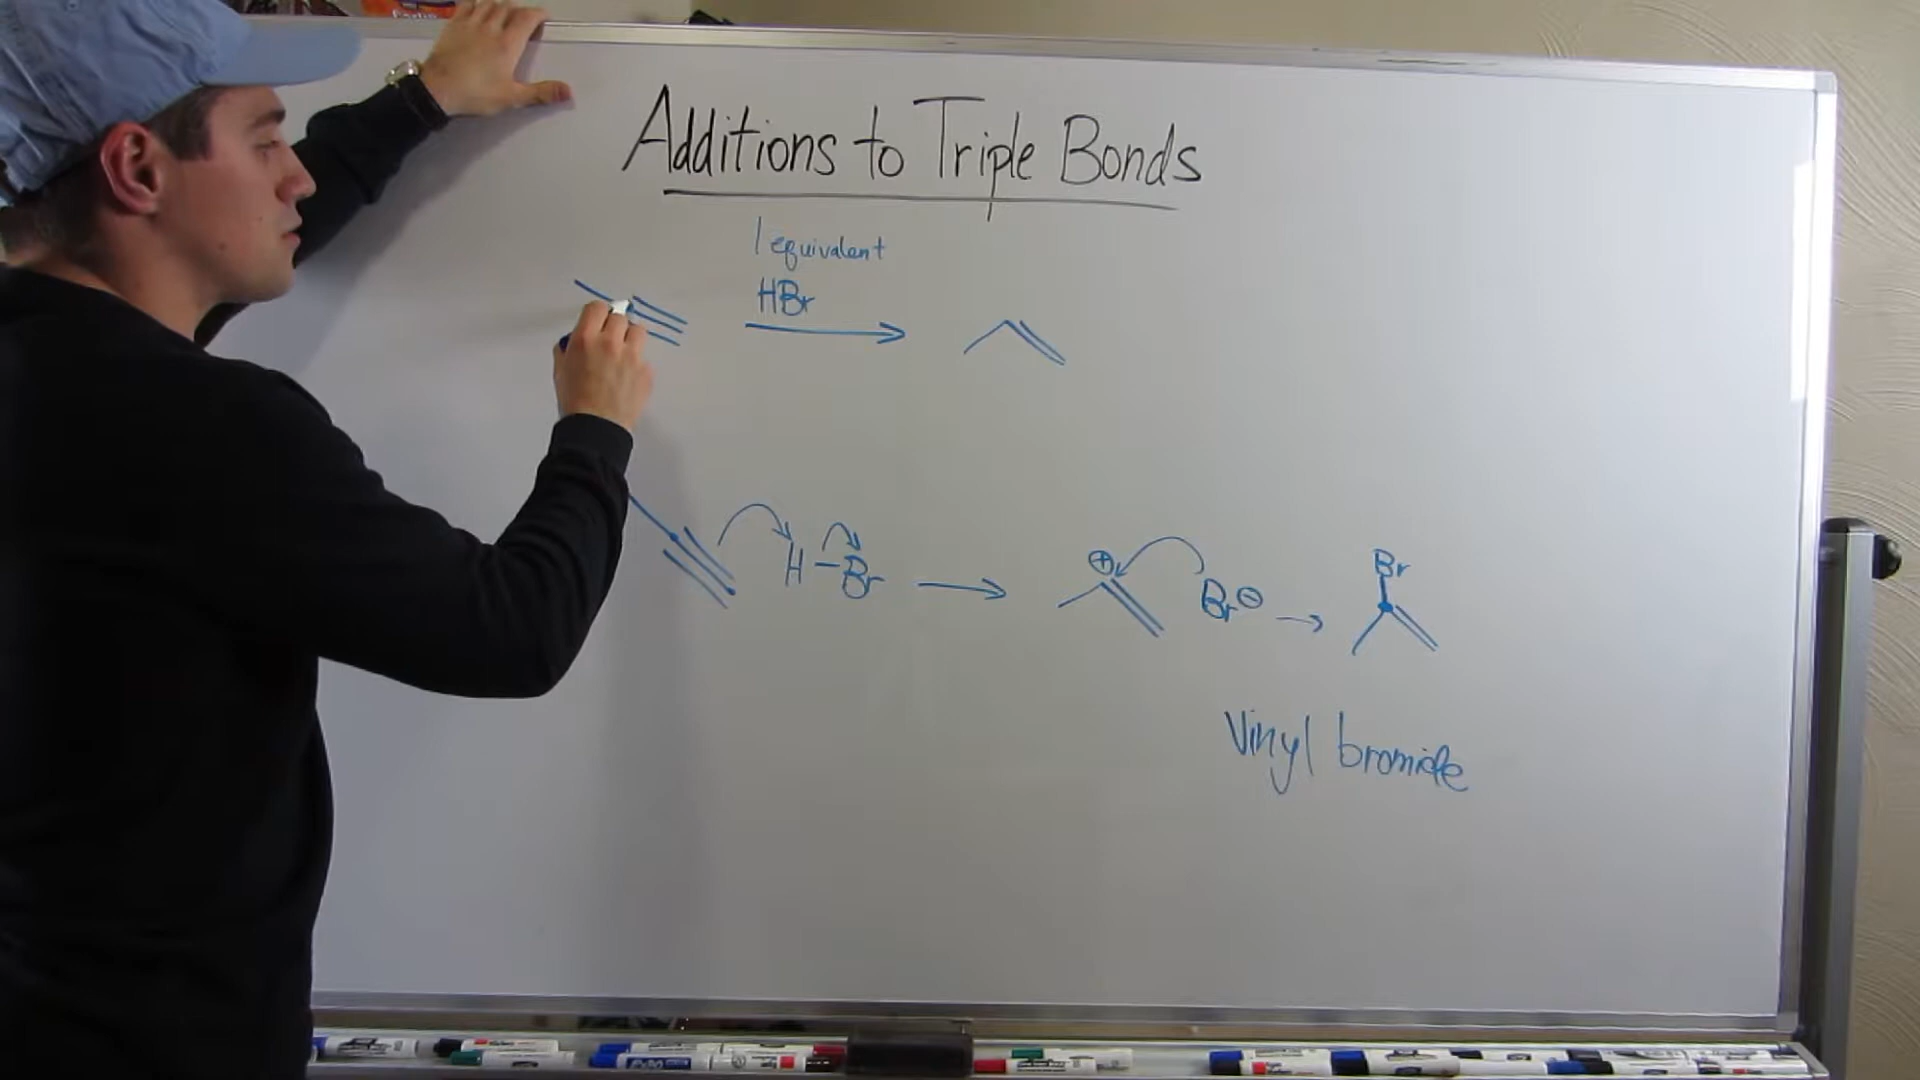 Additions to Triple Bonds
1 equivalent
HBr
H-Br
⊕
Br⊖
Br
Vinyl bromide